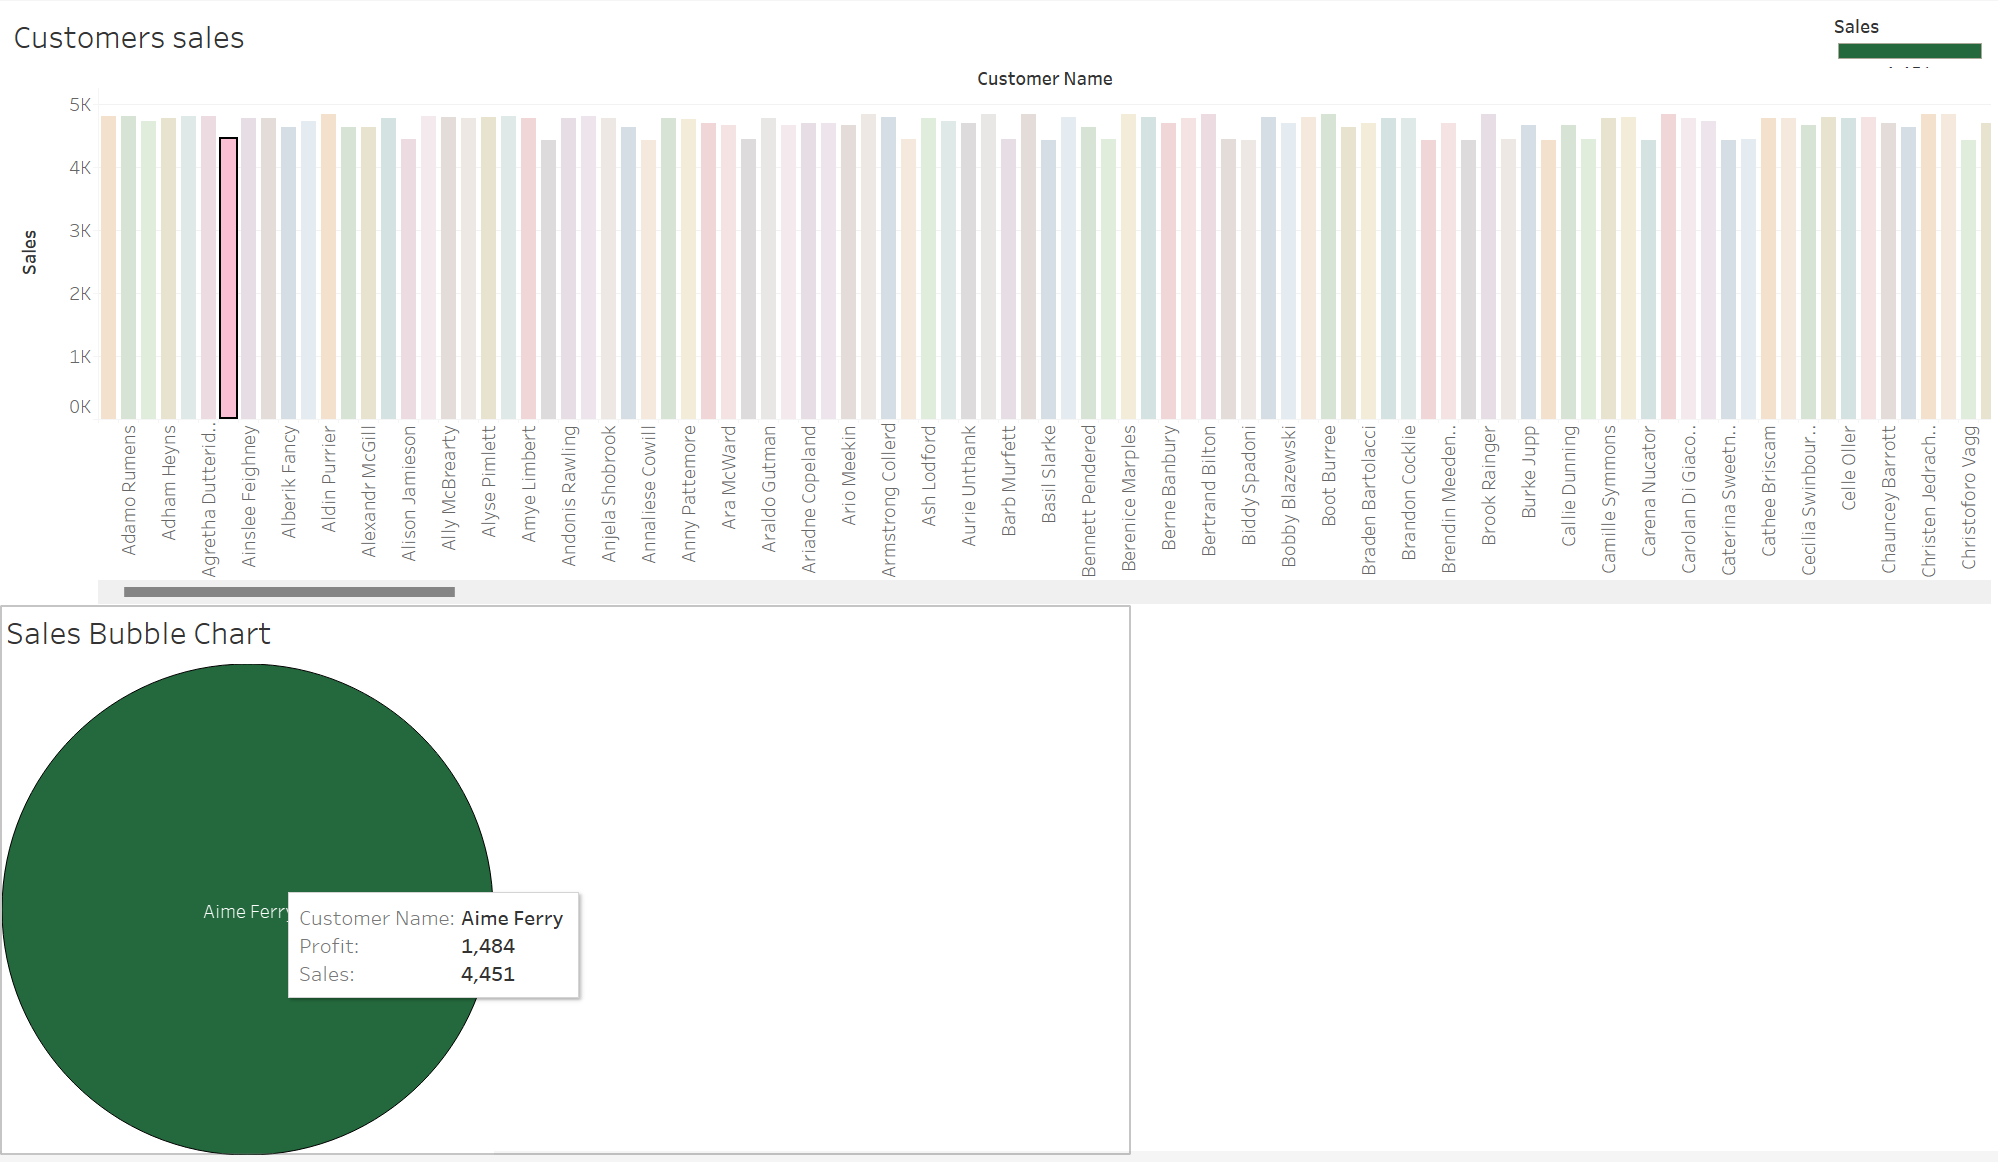 Customers sales
Sales
Customer Name
5K
4K
3K
2K
1K
0K
Sales
Adamo Rumens
Adham Heyns
Agretha Dutterid..
Ainslee Feighney
Alberik Fancy
Aldin Purrier
Alexandr McGill
Alison Jamieson
Ally McBrearty
Alyse Pimlett
Amye Limbert
Andonis Rawling
Anjela Shobrook
Annaliese Cowill
Anny Pattemore
Ara McWard
Araldo Gutman
Ariadne Copeland
Ario Meekin
Armstrong Collerd
Ash Lodford
Aurie Unthank
Barb Murfett
Basil Slarke
Bennett Pendered
Berenice Marples
Berne Banbury
Bertrand Bilton
Biddy Spadoni
Bobby Blazewski
Boot Burree
Braden Bartolacci
Brandon Cocklie
Brendin Meeden..
Brook Rainger
Burke Jupp
Callie Dunning
Camille Symmons
Carena Nucator
Carolan Di Giaco..
Caterina Sweetn..
Cathee Briscam
Cecilia Swinbour..
Celle Oller
Chauncey Barrott
Christen Jedrach..
Christoforo Vagg
Sales Bubble Chart
Aime Ferry
Customer Name: Aime Ferry
Profit: 1,484
Sales: 4,451